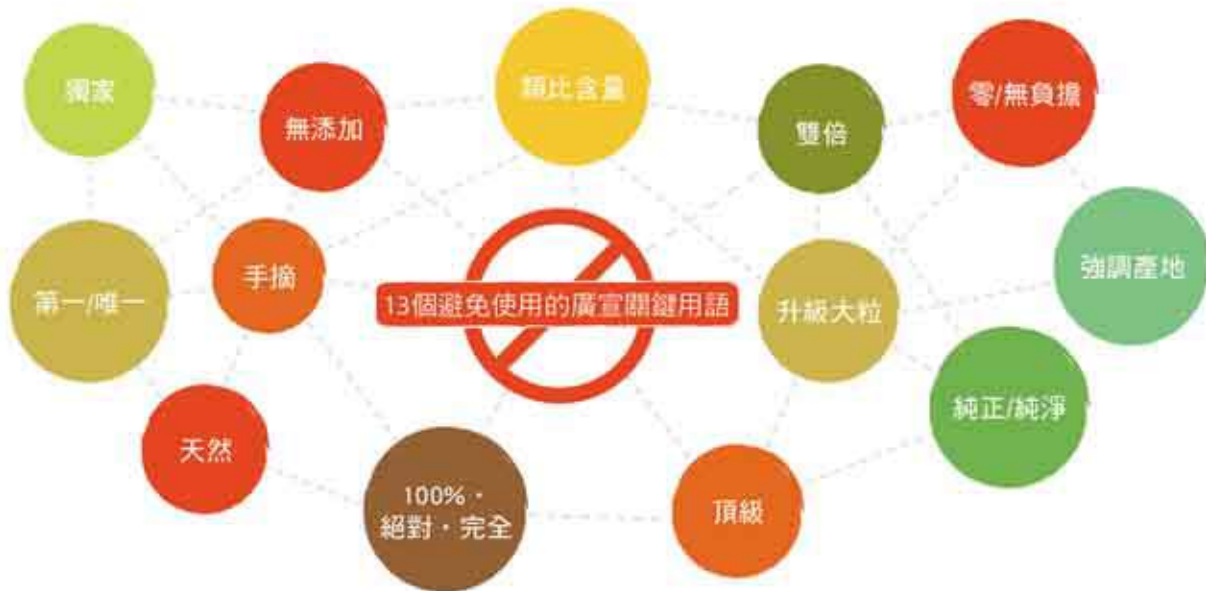 獨家
無添加
類比含量
雙倍
零/無負擔
第一/唯一
手摘
13個避免使用的廣宣關鍵用語
升級大粒
強調產地
天然
100%・
絕對・完全
頂級
純正/純淨